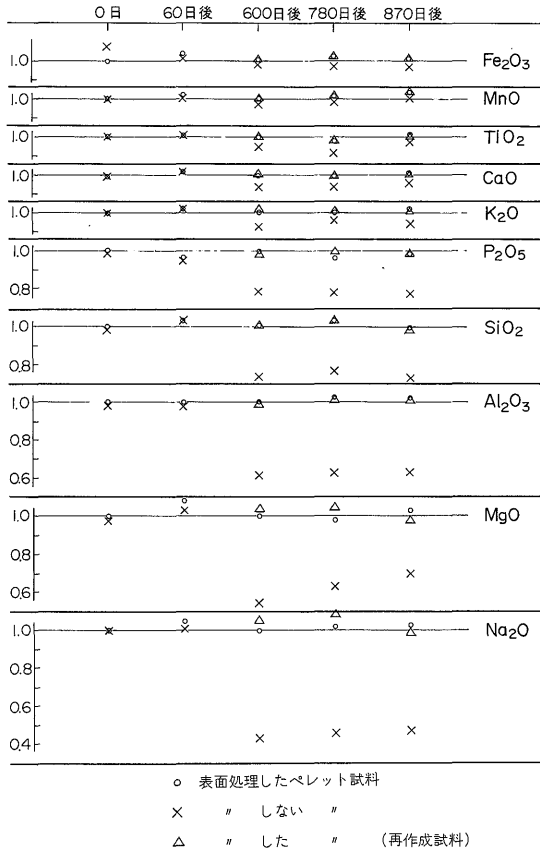 0日 60日後 600日後 780日後 870日後
1.0 Fe₂O₃
1.0 MnO
1.0 TiO₂
1.0 CaO
1.0 K₂O
1.0 P₂O₅
0.8
1.0 SiO₂
0.8
1.0 Al₂O₃
0.8
0.6
1.0 MgO
0.8
0.6
1.0 Na₂O
0.8
0.6
0.4
○ 表面処理したペレット試料
× 〃 しない 〃
△ 〃 した 〃 (再作成試料)